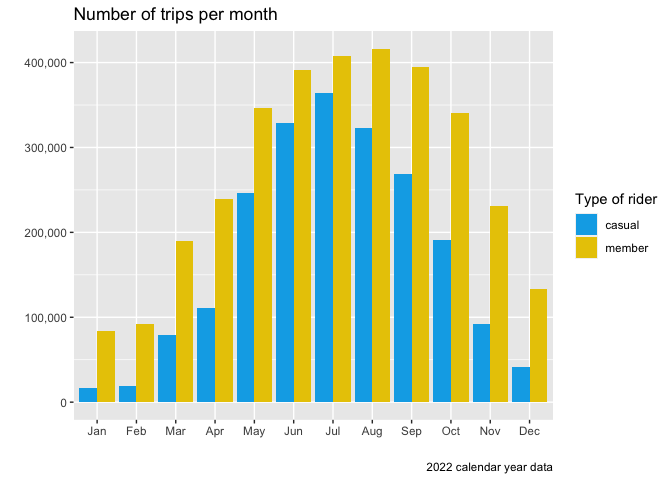 Number of trips per month
400,000
300,000
200,000
100,000
0
Jan Feb Mar Apr May Jun Jul Aug Sep Oct Nov Dec
Type of rider
casual
member
2022 calendar year data